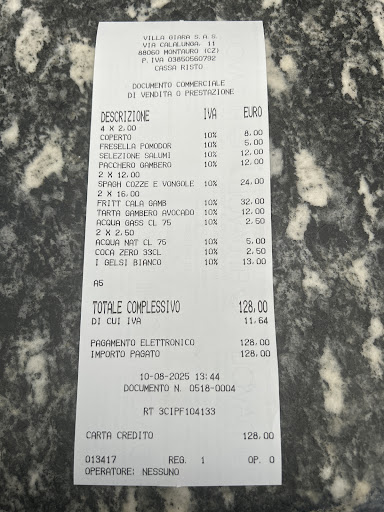 VILLA GIARA S.A.S.
VIA CALALUNGA, 11
88060 MONTAURO (CZ)
P.IVA 03850560792
CASSA RISTO
DOCUMENTO COMMERCIALE
DI VENDITA O PRESTAZIONE
DESCRIZIONE IVA EURO
4 X 2,00
COPERTO 10% 8,00
FRESELLA POMODOR 10% 5,00
SELEZIONE SALUMI 10% 12,00
PACCHERO GAMBERO 10% 12,00
2 X 12,00
SPAGH COZZE E VONGOLE 10% 24,00
2 X 16,00
FRITT CALA GAMB 10% 32,00
TARTA GAMBERO AVOCADO 10% 12,00
ACQUA GASS CL 75 10% 2,50
2 X 2,50
ACQUA NAT CL 75 10% 5,00
COCA ZERO 33CL 10% 2,50
I GELSI BIANCO 10% 13,00
A5
TOTALE COMPLESSIVO 128,00
DI CUI IVA 11,64
PAGAMENTO ELETTRONICO 128,00
IMPORTO PAGATO 128,00
10-08-2025 13:44
DOCUMENTO N. 0518-0004
RT 3CIPF104133
CARTA CREDITO 128,00
013417 REG. 1 OP. 0
OPERATORE: NESSUNO